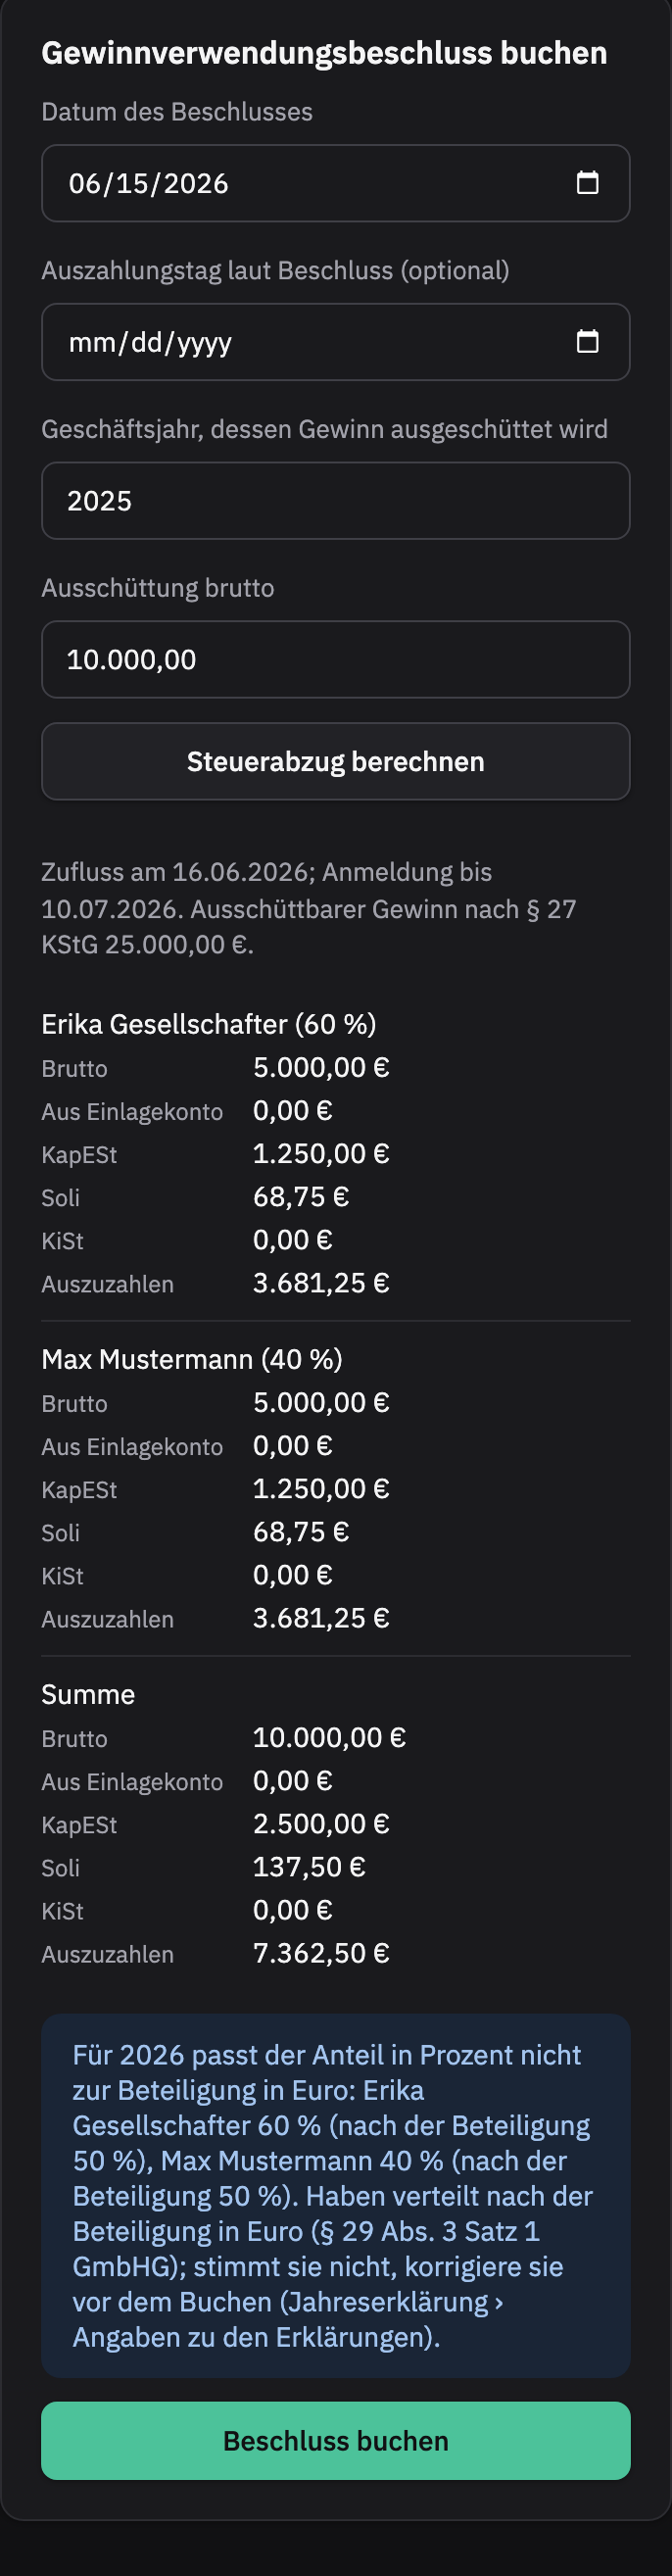 Gewinnverwendungsbeschluss buchen
Datum des Beschlusses
06/15/2026
Auszahlungstag laut Beschluss (optional)
mm/dd/yyyy
Geschäftsjahr, dessen Gewinn ausgeschüttet wird
2025
Ausschüttung brutto
10.000,00
Steuerabzug berechnen
Zufluss am 16.06.2026; Anmeldung bis
10.07.2026. Ausschüttbarer Gewinn nach § 27
KStG 25.000,00 €.
Erika Gesellschafter (60 %)
Brutto 5.000,00 €
Aus Einlagekonto 0,00 €
KapESt 1.250,00 €
Soli 68,75 €
KiSt 0,00 €
Auszuzahlen 3.681,25 €
Max Mustermann (40 %)
Brutto 5.000,00 €
Aus Einlagekonto 0,00 €
KapESt 1.250,00 €
Soli 68,75 €
KiSt 0,00 €
Auszuzahlen 3.681,25 €
Summe
Brutto 10.000,00 €
Aus Einlagekonto 0,00 €
KapESt 2.500,00 €
Soli 137,50 €
KiSt 0,00 €
Auszuzahlen 7.362,50 €
Für 2026 passt der Anteil in Prozent nicht
zur Beteiligung in Euro: Erika
Gesellschafter 60 % (nach der Beteiligung
50 %), Max Mustermann 40 % (nach der
Beteiligung 50 %). Haben verteilt nach der
Beteiligung in Euro (§ 29 Abs. 3 Satz 1
GmbHG); stimmt sie nicht, korrigiere sie
vor dem Buchen (Jahreserklärung ›
Angaben zu den Erklärungen).
Beschluss buchen